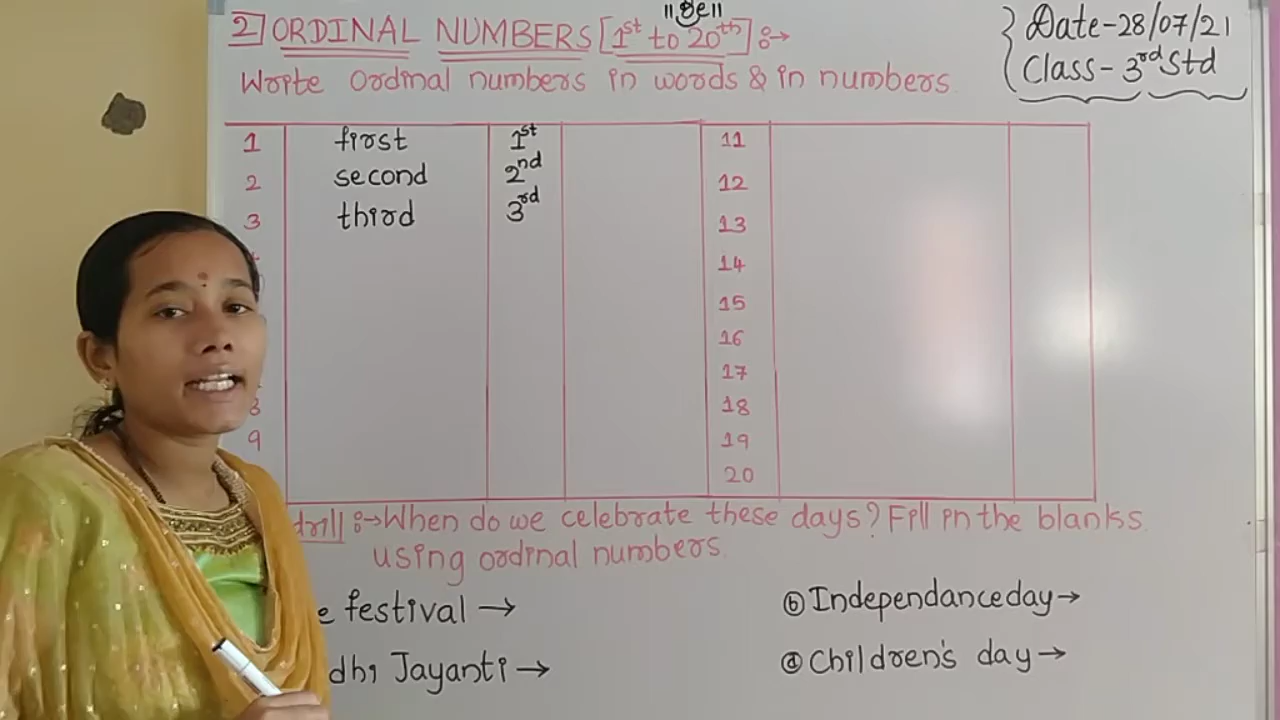 ॥श्री॥
2] ORDINAL NUMBERS [1st to 20th] :→
Date-28/07/21
Class- 3rd Std
Write ordinal numbers in words & in numbers.
1 first 1st 11
2 second 2nd 12
3 third 3rd 13
14
15
16
17
8 18
9 19
20
drill :→ When do we celebrate these days? Fill in the blanks
using ordinal numbers.
e festival →
ⓑ Independanceday →
dhi Jayanti →
ⓓ Children's day →